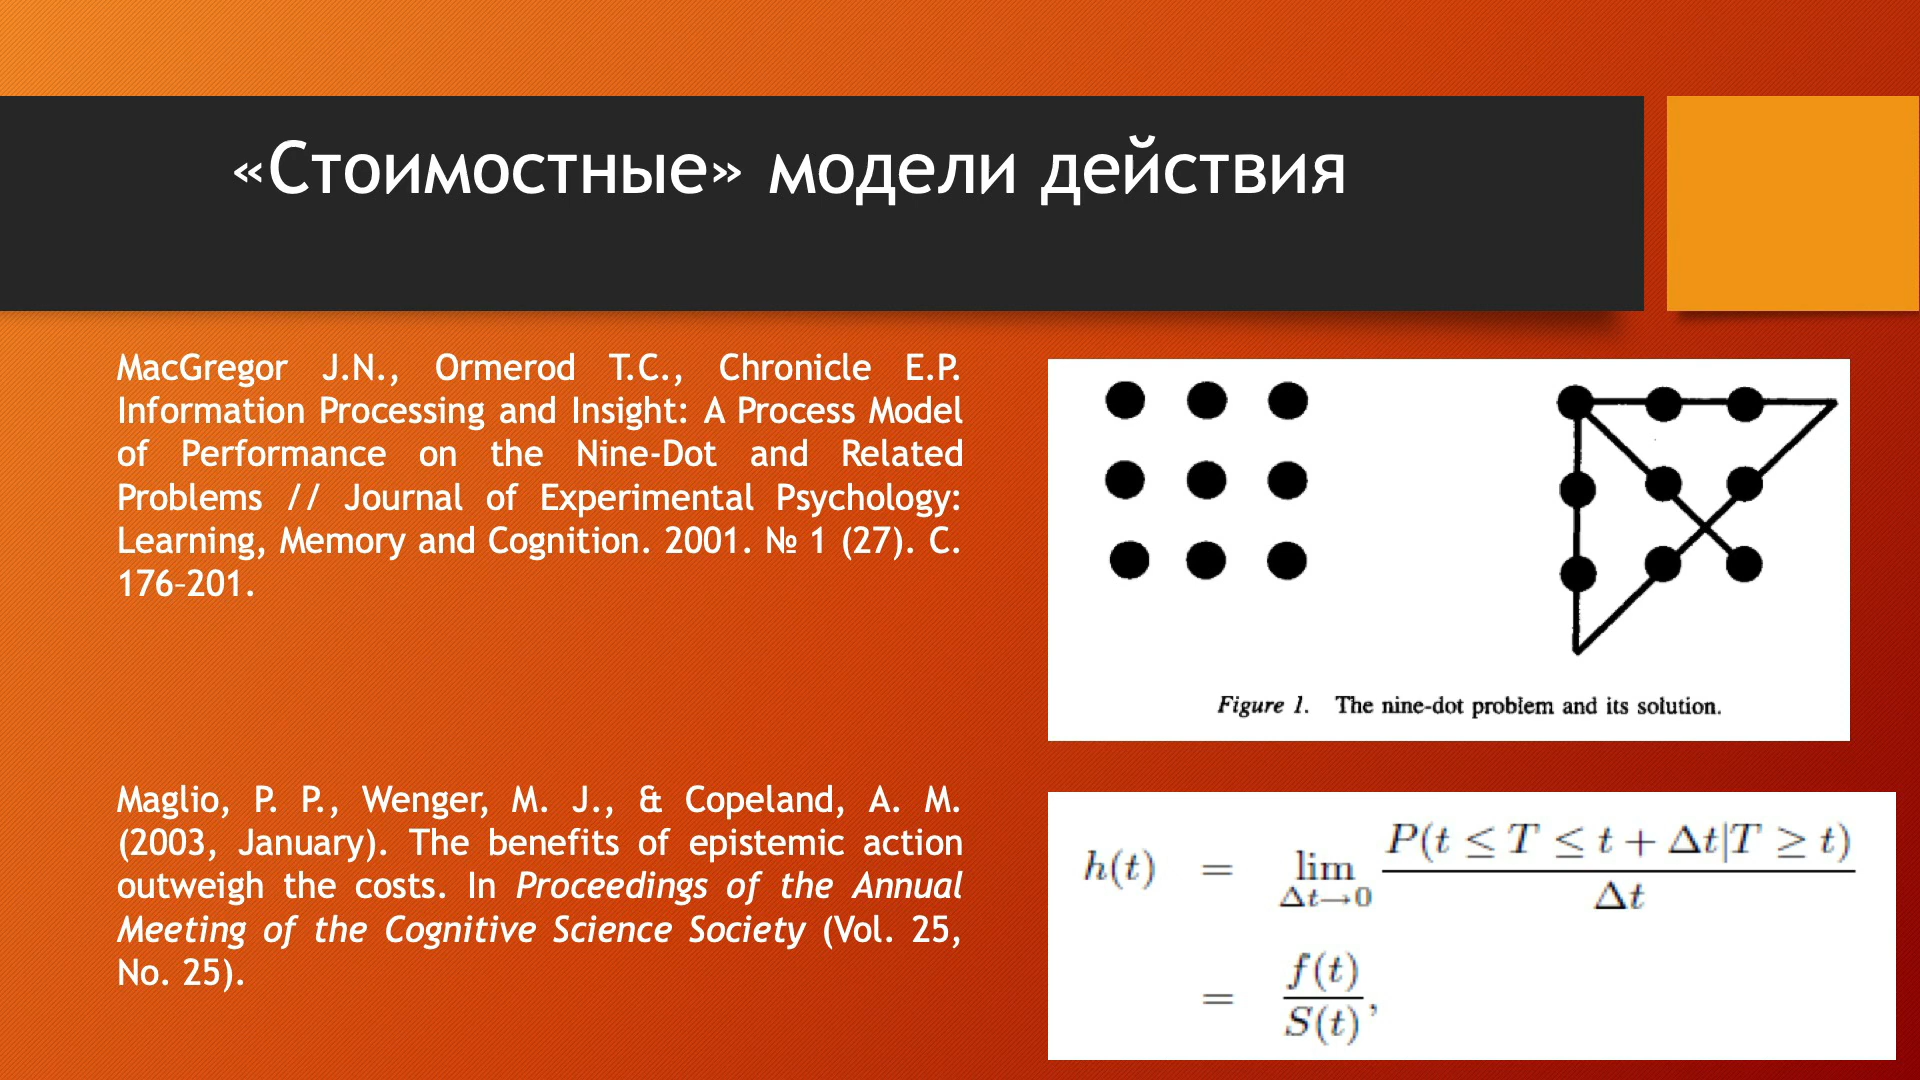 «Стоимостные» модели действия
MacGregor J.N., Ormerod T.C., Chronicle E.P.
Information Processing and Insight: A Process Model
of Performance on the Nine-Dot and Related
Problems // Journal of Experimental Psychology:
Learning, Memory and Cognition. 2001. № 1 (27). С.
176–201.
Figure 1. The nine-dot problem and its solution.
Maglio, P. P., Wenger, M. J., & Copeland, A. M.
(2003, January). The benefits of epistemic action
outweigh the costs. In Proceedings of the Annual
Meeting of the Cognitive Science Society (Vol. 25,
No. 25).
h(t) = lim Δt→0 P(t ≤ T ≤ t + Δt|T ≥ t) / Δt
= f(t) / S(t),